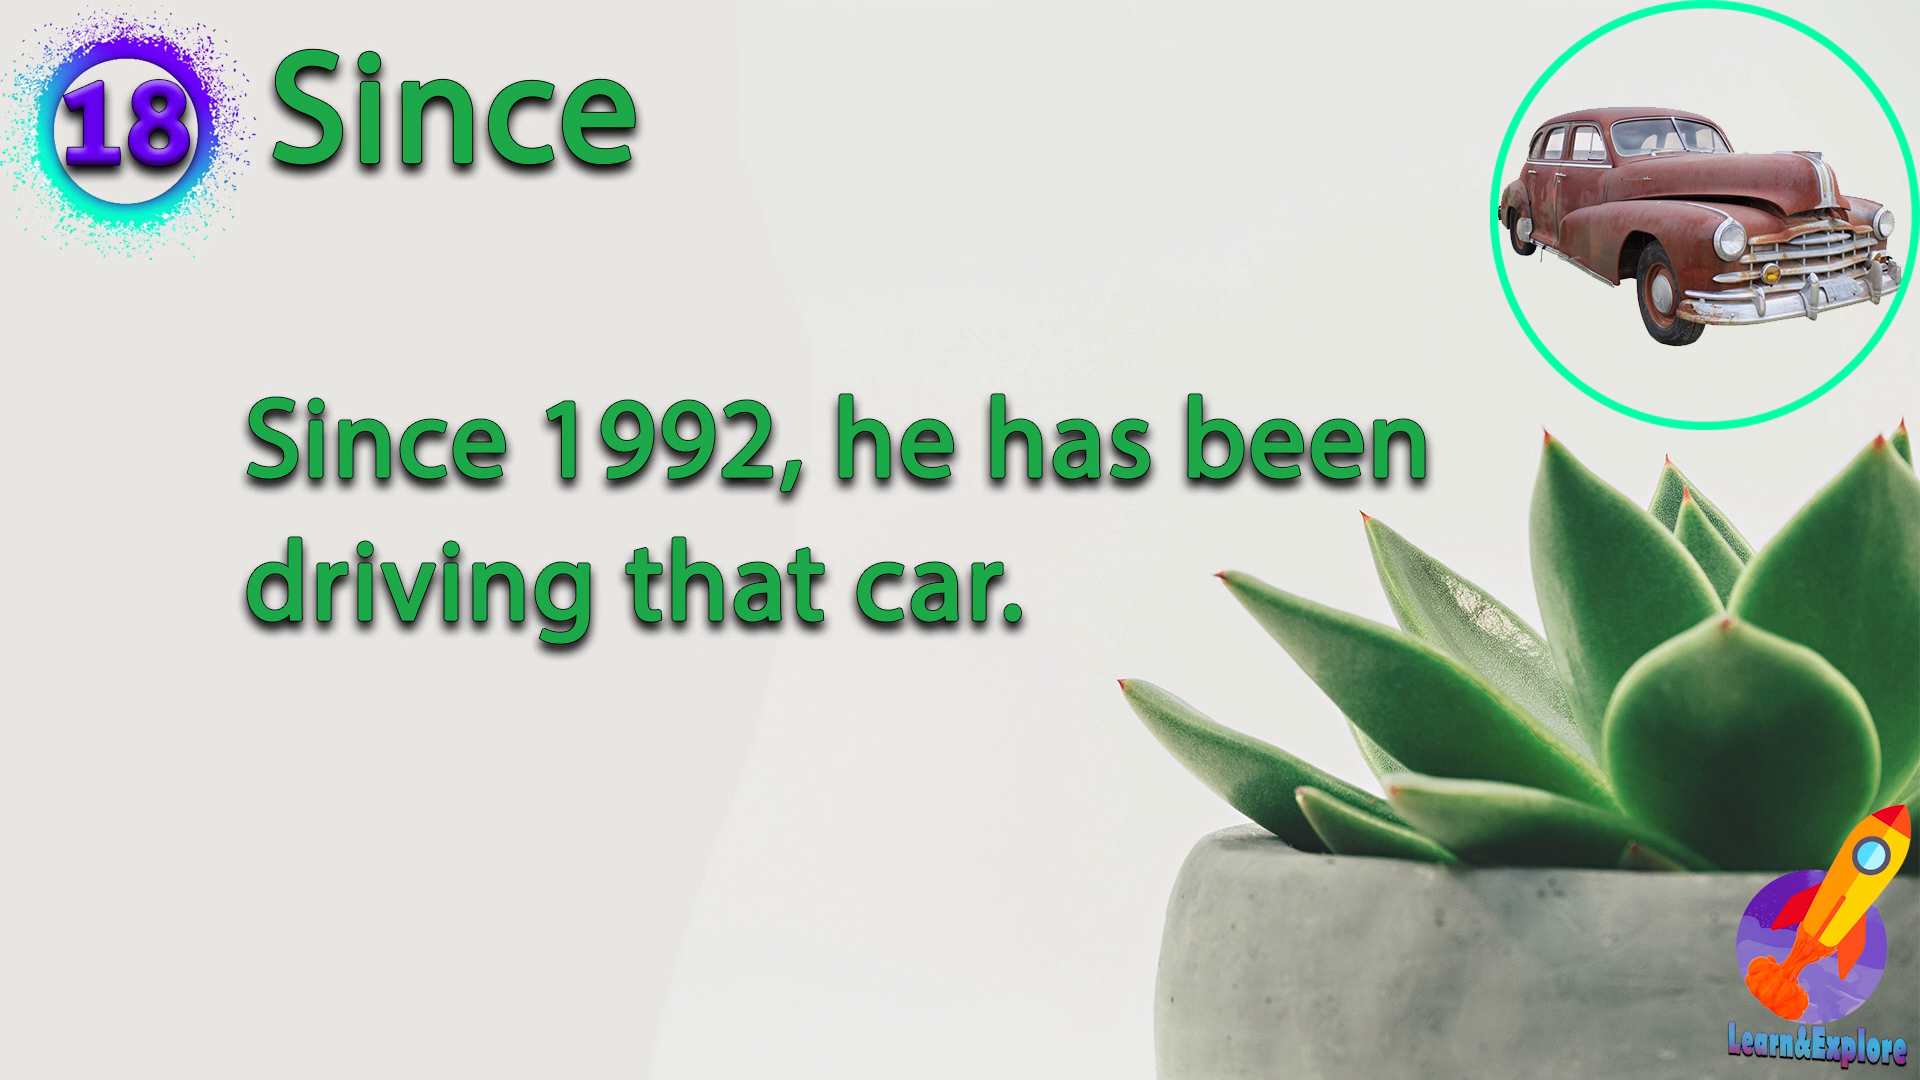 18
Since
Since 1992, he has been
driving that car.
Learn&Explore